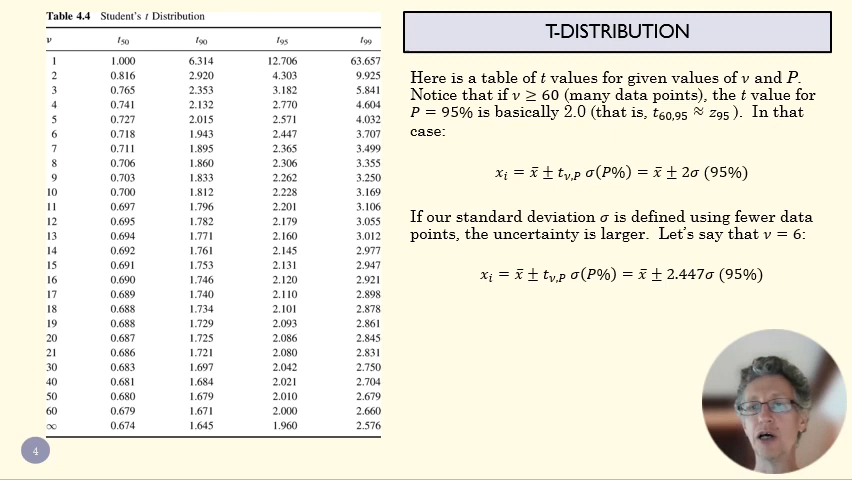 Table 4.4 Student's t Distribution
ν t50 t90 t95 t99
1 1.000 6.314 12.706 63.657
2 0.816 2.920 4.303 9.925
3 0.765 2.353 3.182 5.841
4 0.741 2.132 2.770 4.604
5 0.727 2.015 2.571 4.032
6 0.718 1.943 2.447 3.707
7 0.711 1.895 2.365 3.499
8 0.706 1.860 2.306 3.355
9 0.703 1.833 2.262 3.250
10 0.700 1.812 2.228 3.169
11 0.697 1.796 2.201 3.106
12 0.695 1.782 2.179 3.055
13 0.694 1.771 2.160 3.012
14 0.692 1.761 2.145 2.977
15 0.691 1.753 2.131 2.947
16 0.690 1.746 2.120 2.921
17 0.689 1.740 2.110 2.898
18 0.688 1.734 2.101 2.878
19 0.688 1.729 2.093 2.861
20 0.687 1.725 2.086 2.845
21 0.686 1.721 2.080 2.831
30 0.683 1.697 2.042 2.750
40 0.681 1.684 2.021 2.704
50 0.680 1.679 2.010 2.679
60 0.679 1.671 2.000 2.660
∞ 0.674 1.645 1.960 2.576
4
T-DISTRIBUTION
Here is a table of t values for given values of ν and P.
Notice that if ν ≥ 60 (many data points), the t value for
P = 95% is basically 2.0 (that is, t60,95 ≈ z95 ). In that
case:
xi = x̄ ± tν,P σ(P%) = x̄ ± 2σ (95%)
If our standard deviation σ is defined using fewer data
points, the uncertainty is larger. Let's say that ν = 6:
xi = x̄ ± tν,P σ(P%) = x̄ ± 2.447σ (95%)